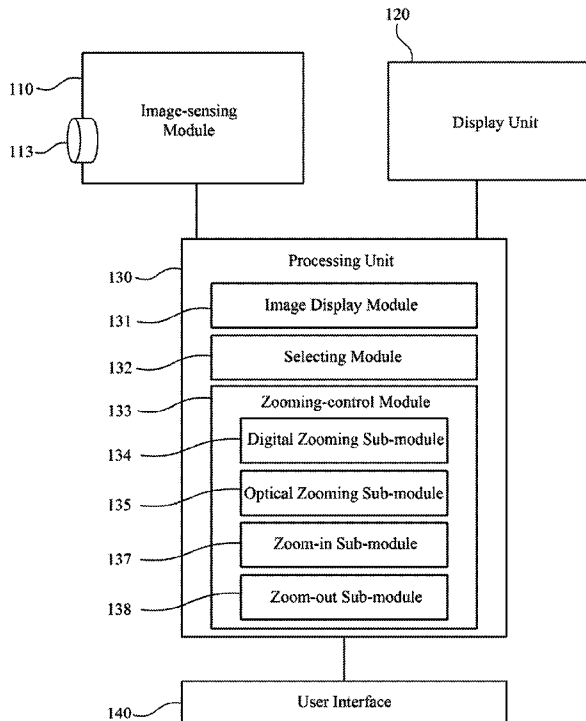 120
110
Image-sensing
Module
Display Unit
113
130
Processing Unit
131
Image Display Module
132
Selecting Module
133
Zooming-control Module
134
Digital Zooming Sub-module
135
Optical Zooming Sub-module
137
Zoom-in Sub-module
138
Zoom-out Sub-module
140
User Interface